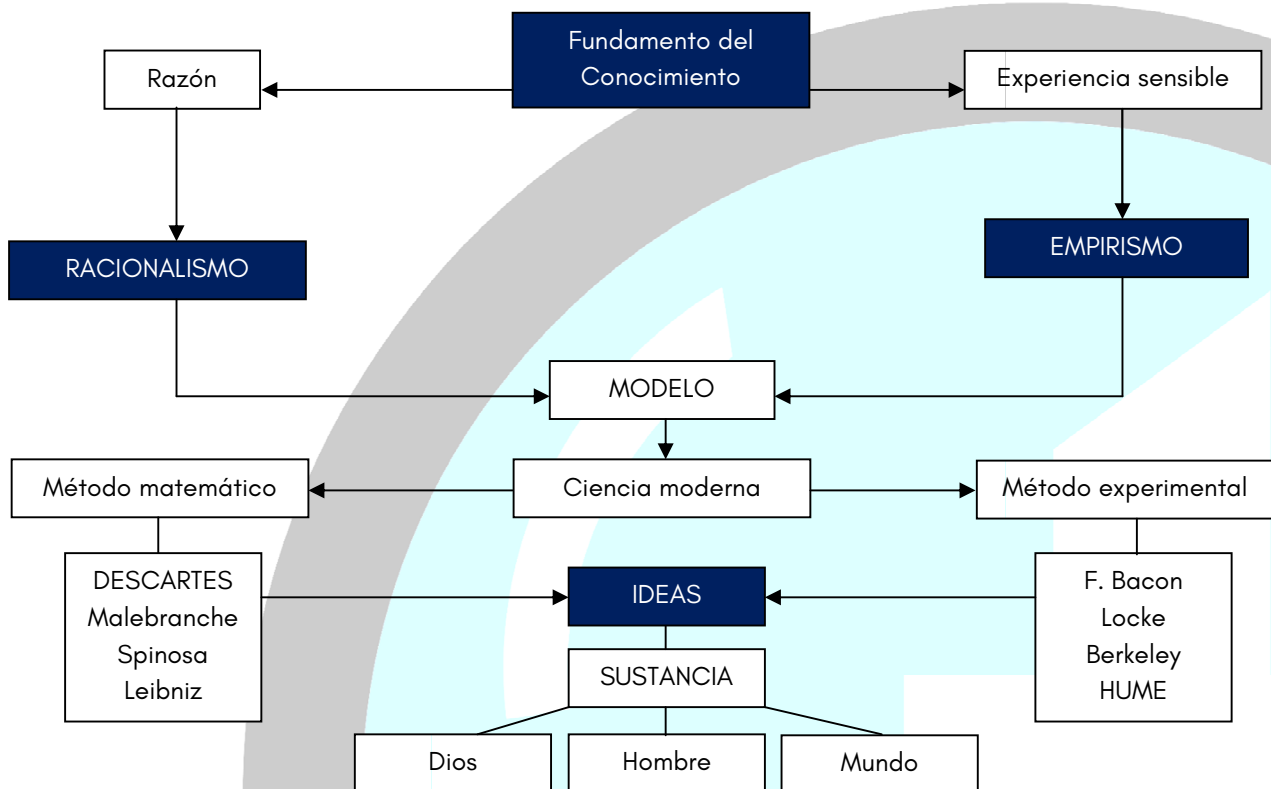 Fundamento del
Conocimiento
Razón
Experiencia sensible
RACIONALISMO
EMPIRISMO
MODELO
Método matemático
Ciencia moderna
Método experimental
DESCARTES
Malebranche
Spinosa
Leibniz
IDEAS
F. Bacon
Locke
Berkeley
HUME
SUSTANCIA
Dios
Hombre
Mundo